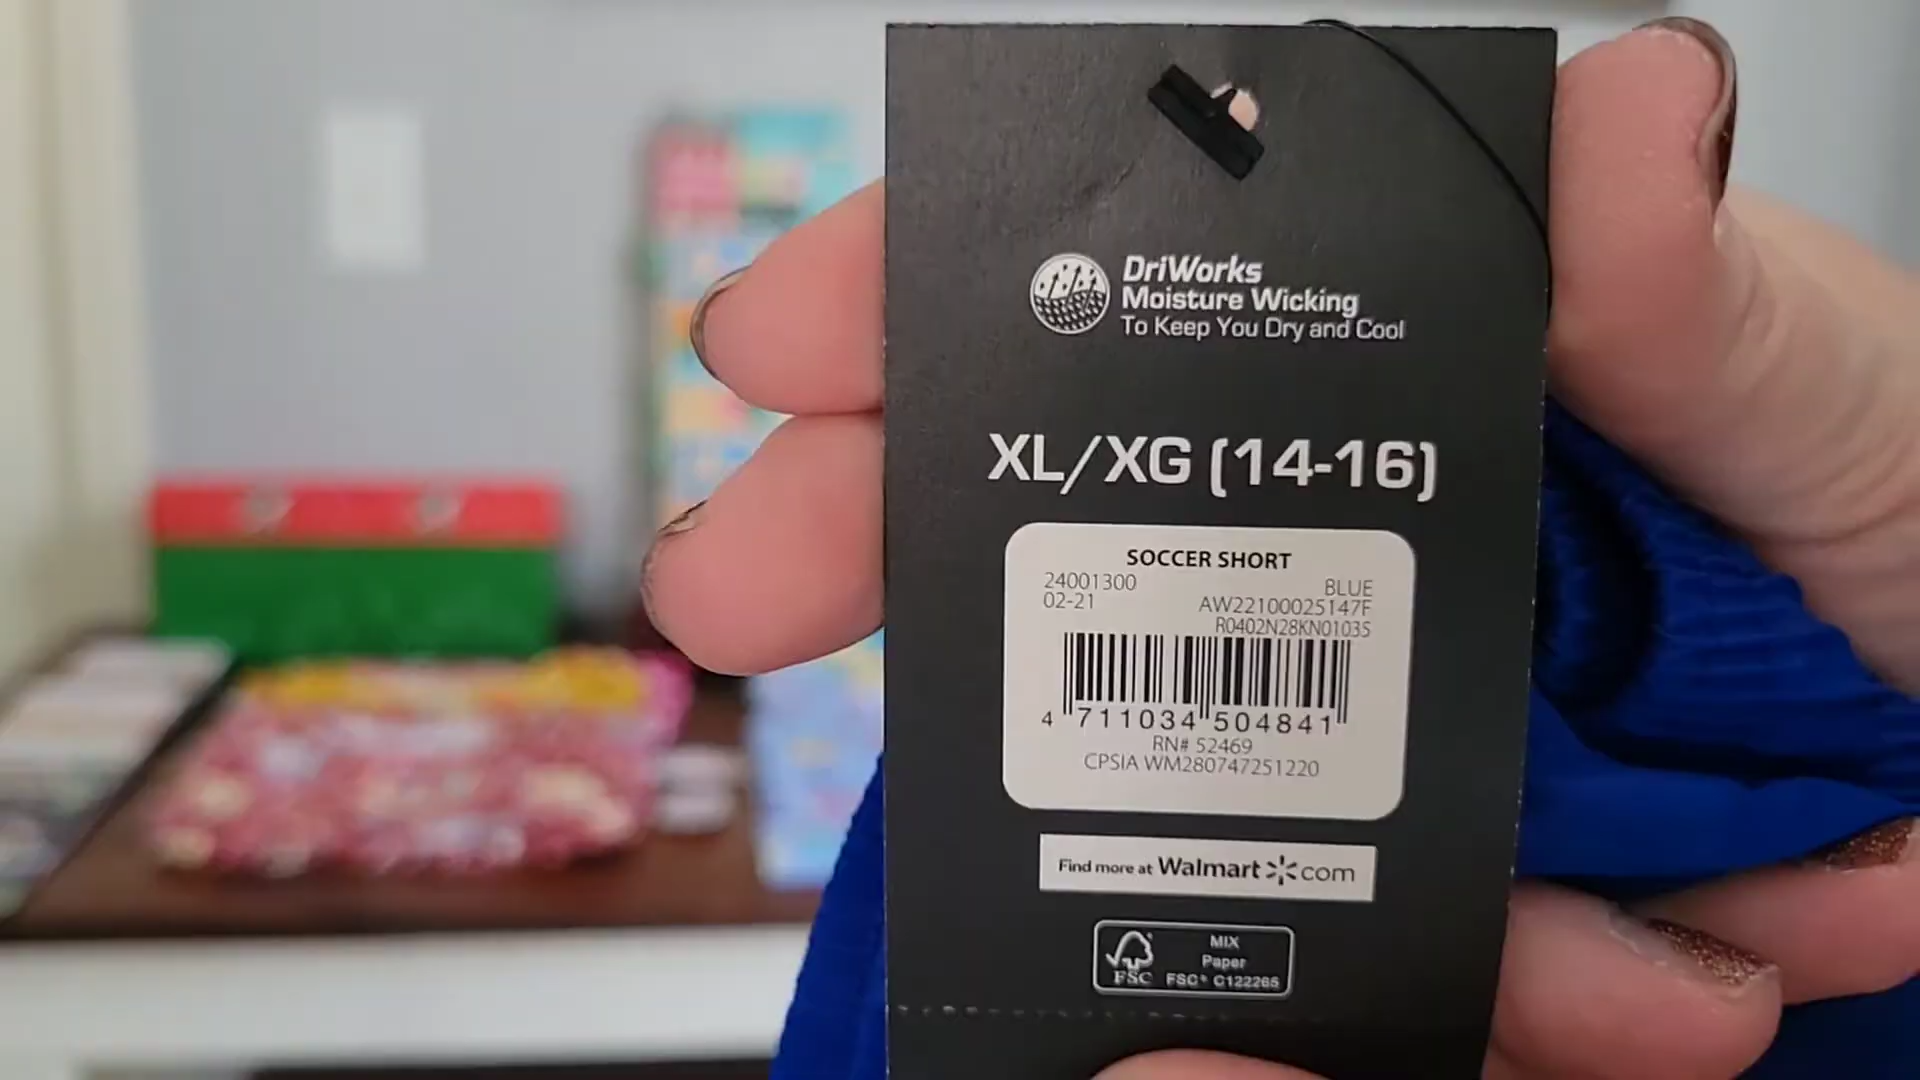 DriWorks
Moisture Wicking
To Keep You Dry and Cool
XL/XG (14-16)
SOCCER SHORT
24001300 BLUE
02-21 AW22100025147F
R0402N28KN01035
4 711034 504841
RN# 52469
CPSIA WM280747251220
Find more at Walmart com
FSC
MIX
Paper
FSC® C122265